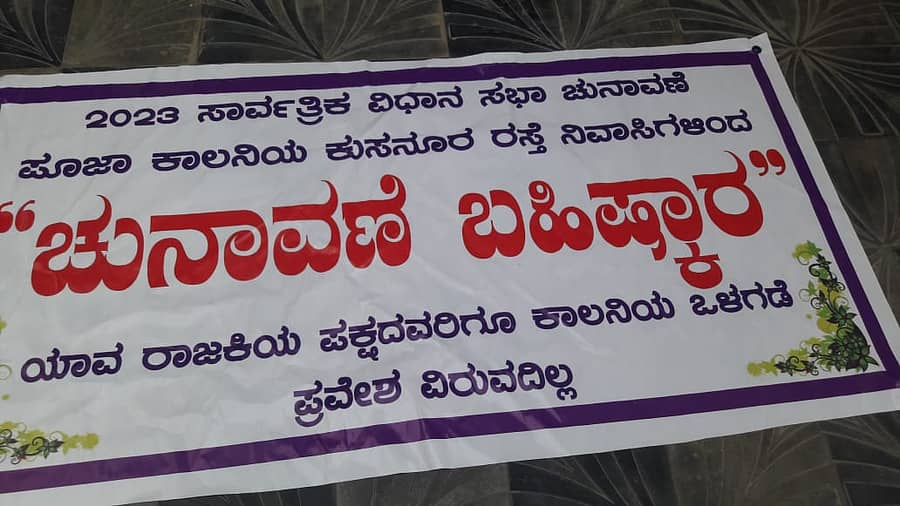 2023 ಸಾರ್ವತ್ರಿಕ ವಿಧಾನ ಸಭಾ ಚುನಾವಣೆ
ಪೂಜಾ ಕಾಲನಿಯ ಕುಸನೂರ ರಸ್ತೆ ನಿವಾಸಿಗಳಿಂದ
“ಚುನಾವಣೆ ಬಹಿಷ್ಕಾರ”
ಯಾವ ರಾಜಕಿಯ ಪಕ್ಷದವರಿಗೂ ಕಾಲನಿಯ ಒಳಗಡೆ
ಪ್ರವೇಶ ವಿರುವದಿಲ್ಲ